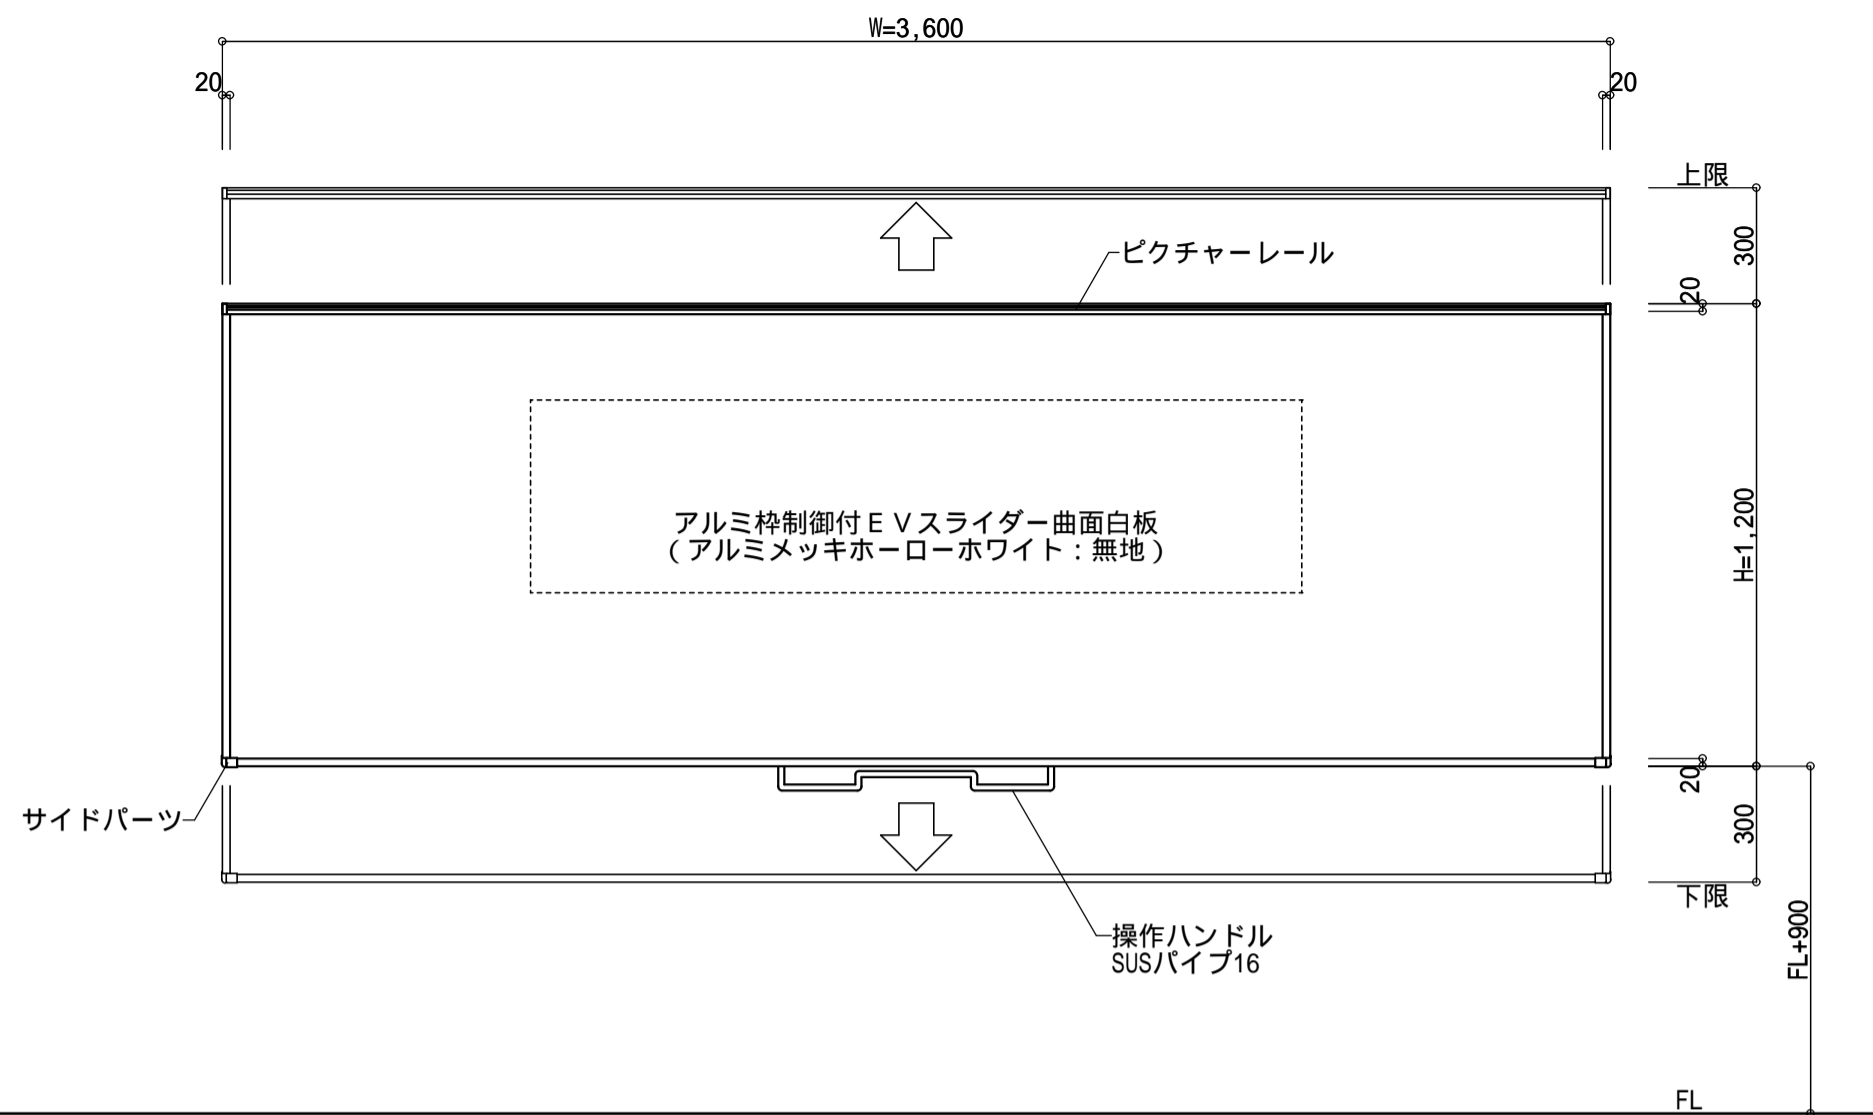 W=3,600
20
20
上限
300
ピクチャーレール
20
アルミ枠制御付ＥＶスライダー曲面白板
（アルミメッキホーローホワイト：無地）
H=1,200
20
サイドパーツ
300
下限
操作ハンドル
SUSパイプ16
FL+900
FL